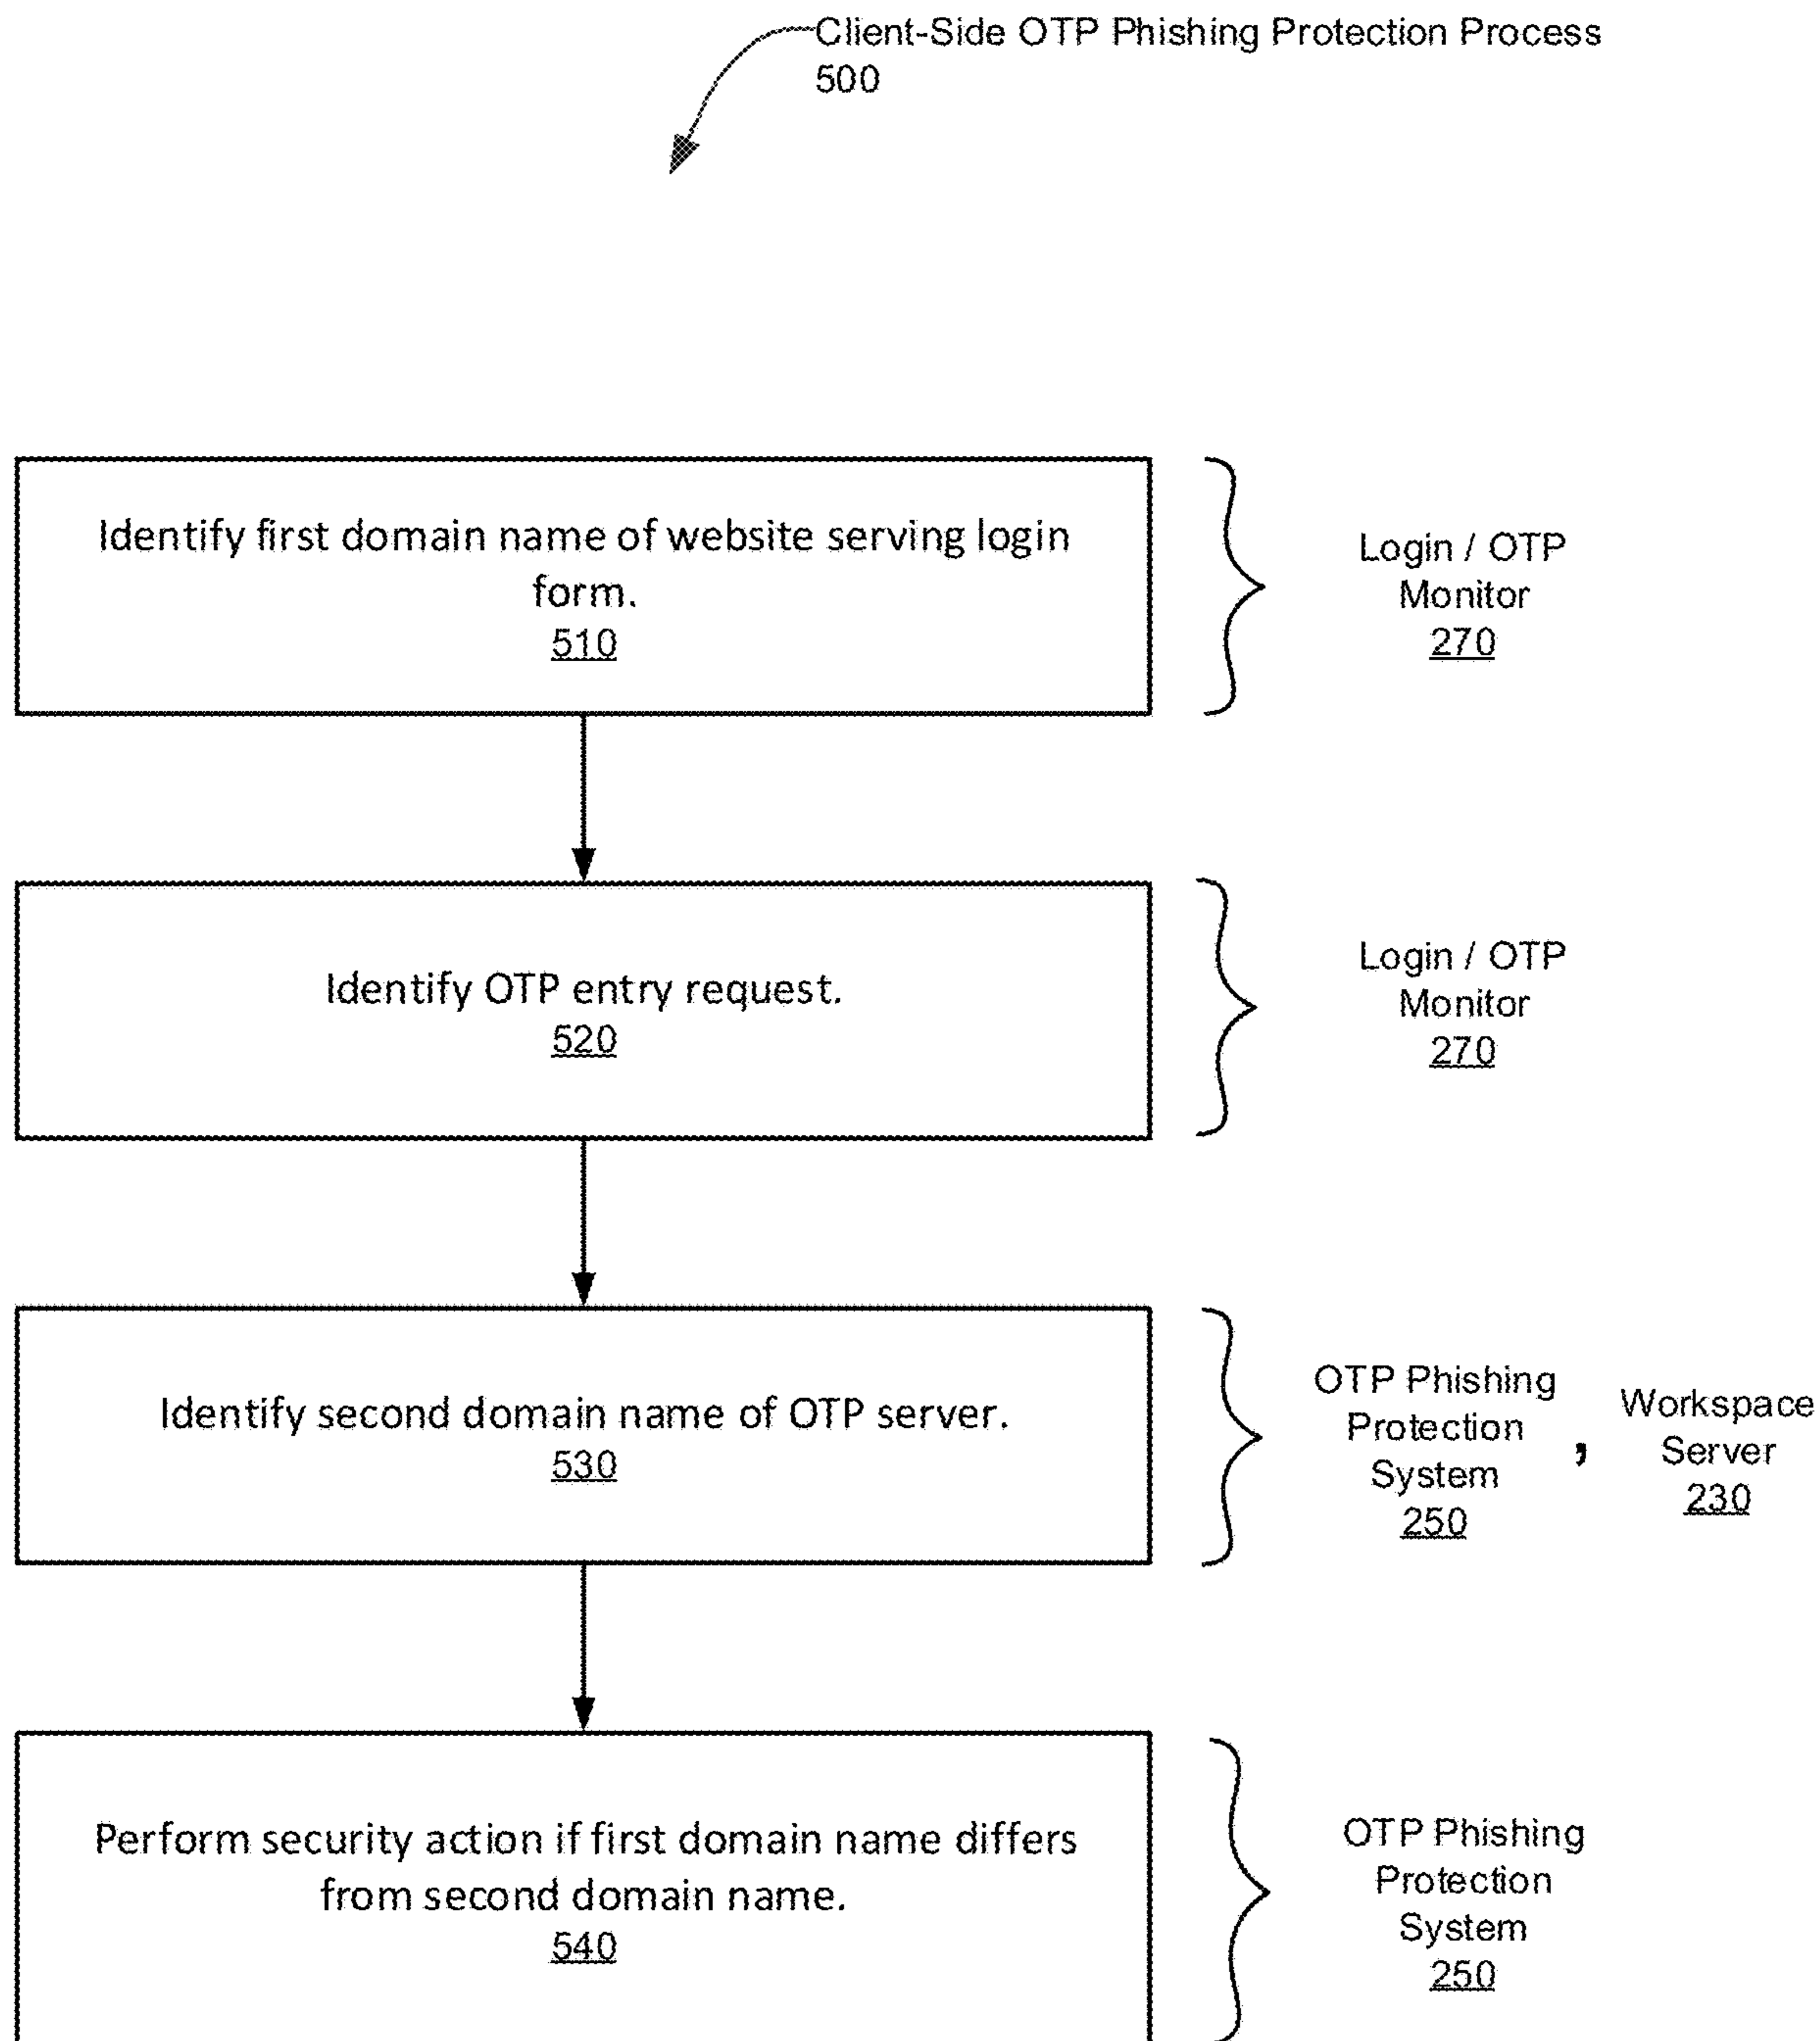 Client-Side OTP Phishing Protection Process
500
Identify first domain name of website serving login
form.
510
Login / OTP
Monitor
270
Identify OTP entry request.
520
Login / OTP
Monitor
270
Identify second domain name of OTP server.
530
OTP Phishing
Protection
System
250
,
Workspace
Server
230
Perform security action if first domain name differs
from second domain name.
540
OTP Phishing
Protection
System
250